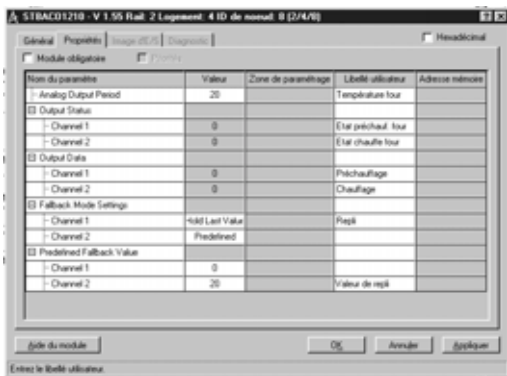 STBACO1210 - V 1.55 Rail: 2 Logement: 4 ID de noeud: 8 (2/4/8)
Général Propriétés Image d'E/S Diagnostic
Hexadécimal
Module obligatoire
Nom du paramètre Valeur Zone de paramétrage Libellé utilisateur Adresse mémoire
Analog Output Period 20 Température four
Output Status
Channel 1 0 Etat préchauf. four
Channel 2 0 Etat chauffe four
Output Data
Channel 1 0 Préchauffage
Channel 2 0 Chauffage
Fallback Mode Settings
Channel 1 Hold Last Value Repli
Channel 2 Predefined
Predefined Fallback Value
Channel 1 0
Channel 2 20 Valeur de repli
Aide du module OK Annuler Appliquer
Entrez le libellé utilisateur.